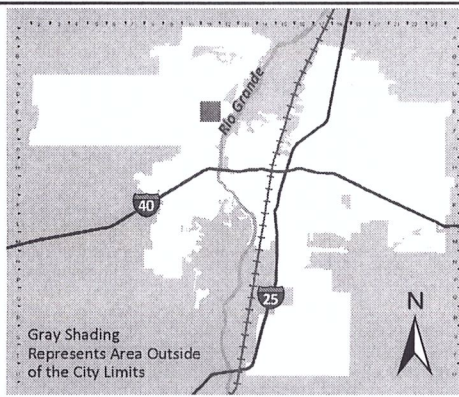 Rio Grande
40
25
N
Gray Shading
Represents Area Outside
of the City Limits